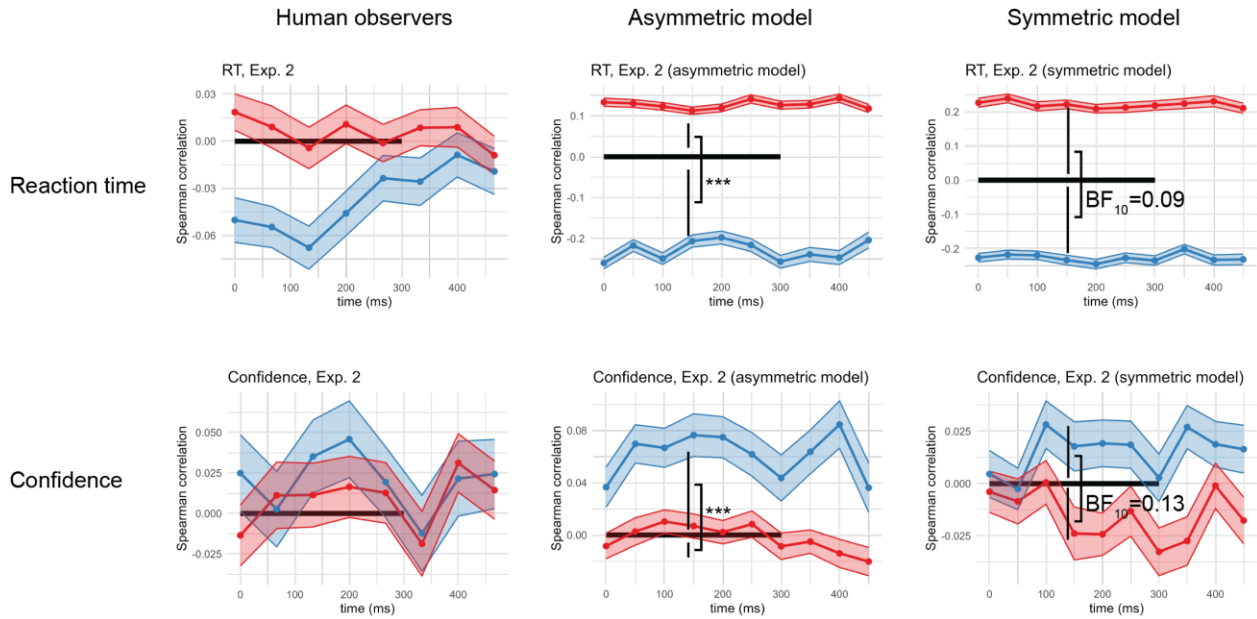 Human observers
Asymmetric model
Symmetric model
Reaction time
RT, Exp. 2
Spearman correlation
0.03
0.00
-0.03
-0.06
0
100
200
300
400
time (ms)
RT, Exp. 2 (asymmetric model)
Spearman correlation
0.1
0.0
-0.1
-0.2
***
0
100
200
300
400
time (ms)
RT, Exp. 2 (symmetric model)
Spearman correlation
0.2
0.1
0.0
-0.1
-0.2
BF10=0.09
0
100
200
300
400
time (ms)
Confidence
Confidence, Exp. 2
Spearman correlation
0.050
0.025
0.000
-0.025
0
100
200
300
400
time (ms)
Confidence, Exp. 2 (asymmetric model)
Spearman correlation
0.08
0.04
0.00
***
0
100
200
300
400
time (ms)
Confidence, Exp. 2 (symmetric model)
Spearman correlation
0.025
0.000
-0.025
BF10=0.13
0
100
200
300
400
time (ms)